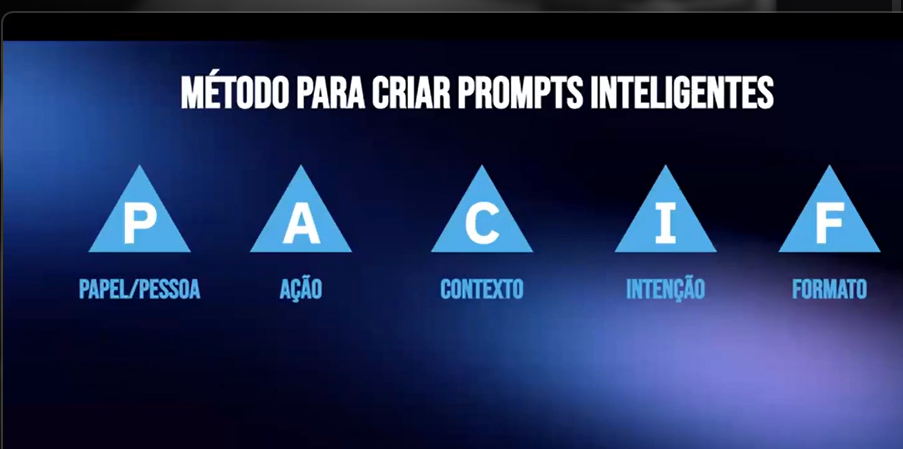 MÉTODO PARA CRIAR PROMPTS INTELIGENTES
P A C I F
PAPEL/PESSOA AÇÃO CONTEXTO INTENÇÃO FORMATO